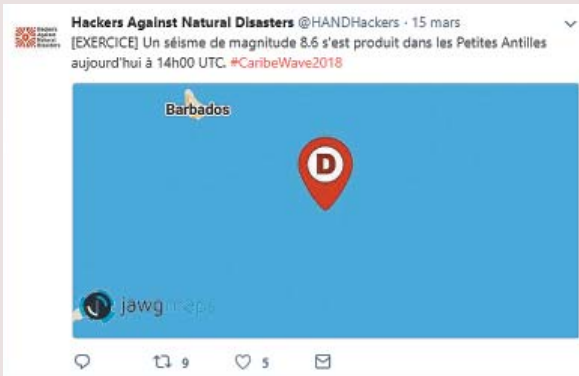 Hackers Against Natural Disasters @HANDHackers · 15 mars
[EXERCICE] Un séisme de magnitude 8.6 s'est produit dans les Petites Antilles
aujourd'hui à 14h00 UTC. #CaribeWave2018
Barbados
D
jawgmaps
9 5